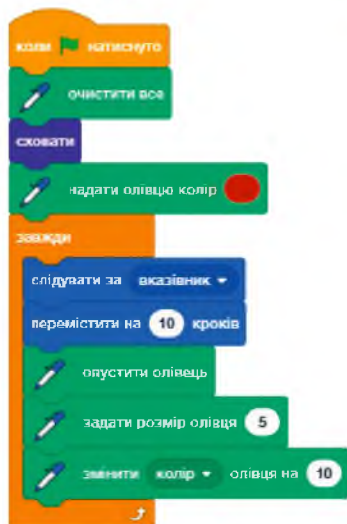 коли натиснуто
очистити все
сховати
надати олівцю колір
завжди
слідувати за вказівник
перемістити на 10 кроків
опустити олівець
задати розмір олівця 5
змінити колір олівця на 10